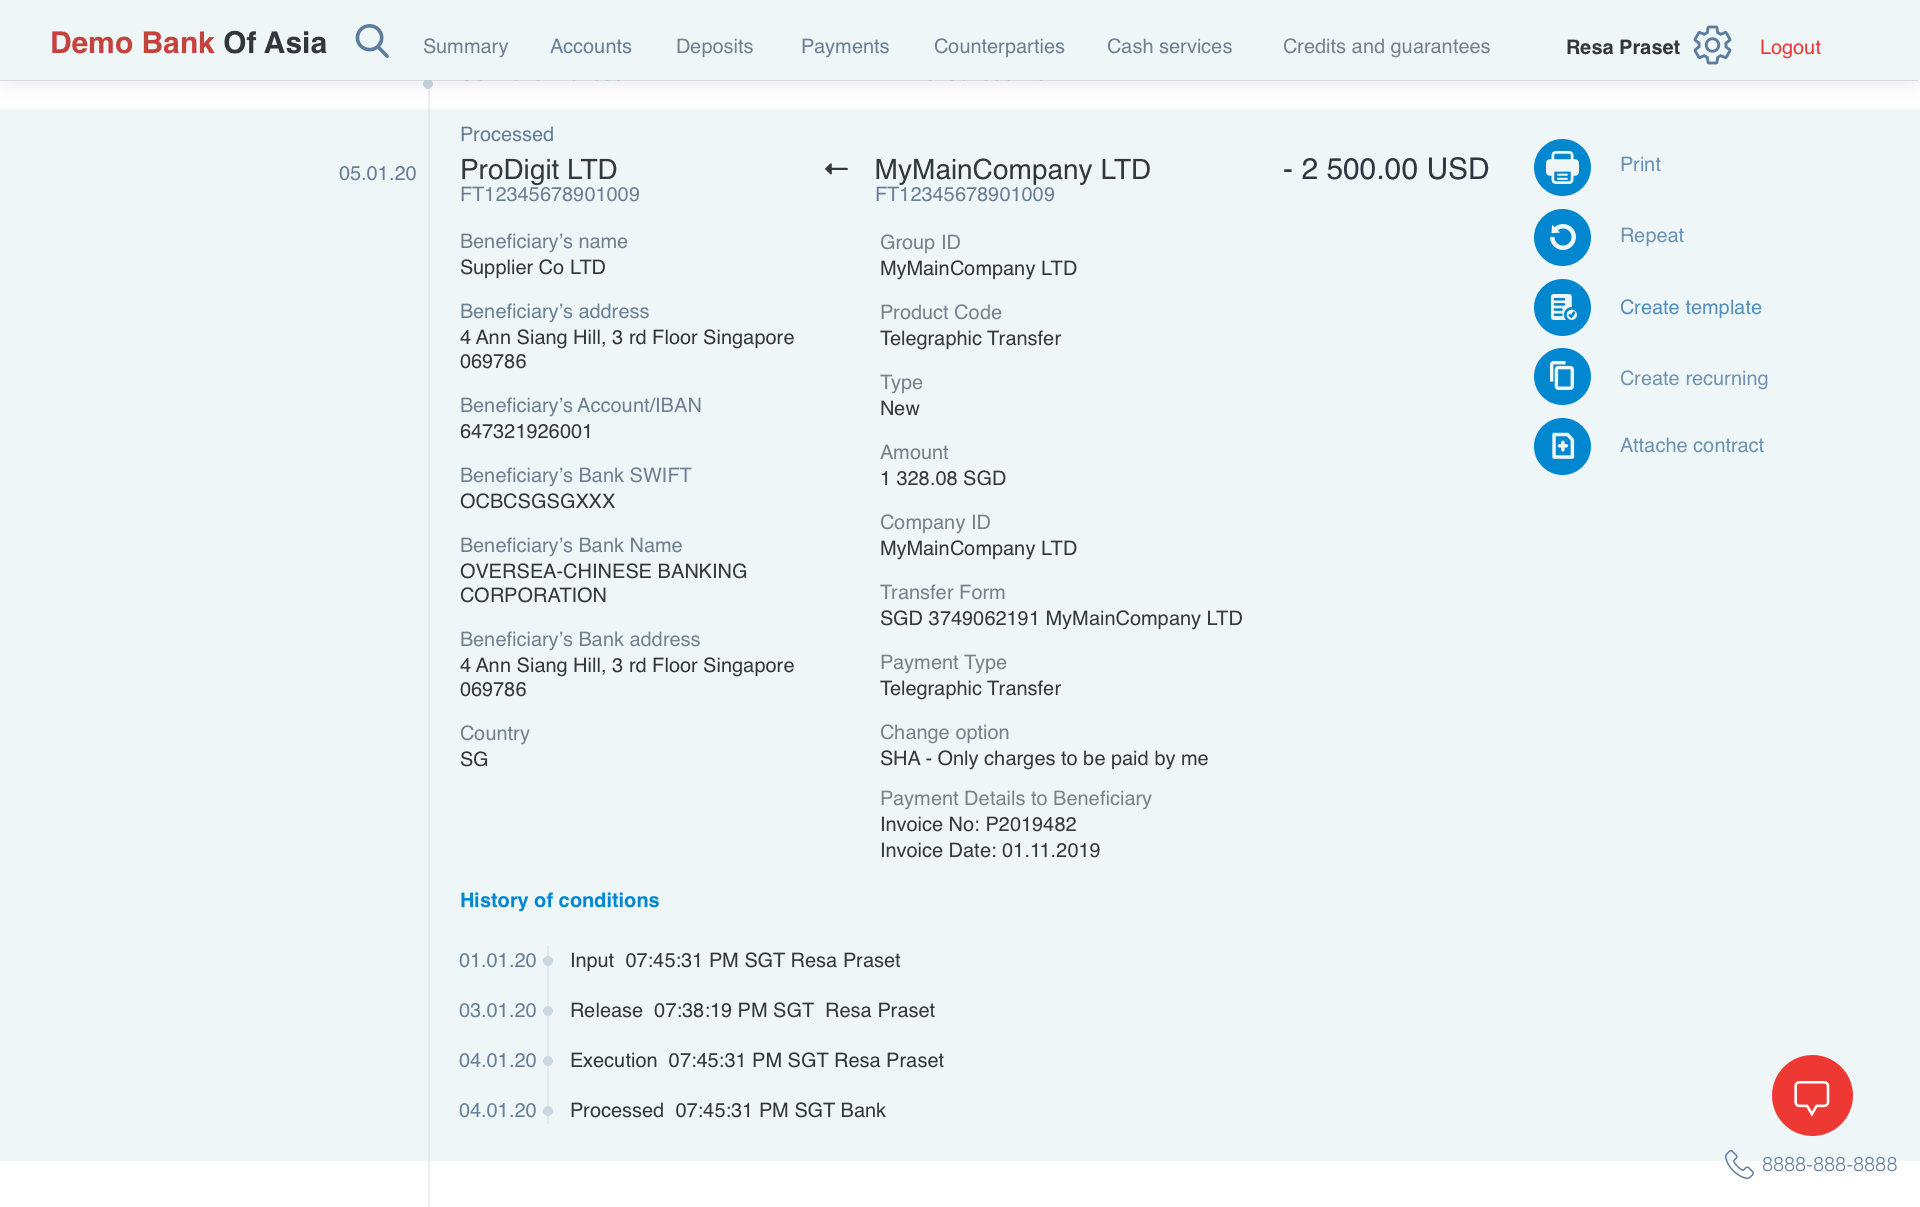 Demo Bank Of Asia
Summary
Accounts
Deposits
Payments
Counterparties
Cash services
Credits and guarantees
Resa Praset
Logout
05.01.20
Processed
ProDigit LTD
FT12345678901009
MyMainCompany LTD
FT12345678901009
- 2 500.00 USD
Beneficiary's name
Supplier Co LTD
Beneficiary's address
4 Ann Siang Hill, 3 rd Floor Singapore
069786
Beneficiary's Account/IBAN
647321926001
Beneficiary's Bank SWIFT
OCBCSGSGXXX
Beneficiary's Bank Name
OVERSEA-CHINESE BANKING
CORPORATION
Beneficiary's Bank address
4 Ann Siang Hill, 3 rd Floor Singapore
069786
Country
SG
Group ID
MyMainCompany LTD
Product Code
Telegraphic Transfer
Type
New
Amount
1 328.08 SGD
Company ID
MyMainCompany LTD
Transfer Form
SGD 3749062191 MyMainCompany LTD
Payment Type
Telegraphic Transfer
Change option
SHA - Only charges to be paid by me
Payment Details to Beneficiary
Invoice No: P2019482
Invoice Date: 01.11.2019
Print
Repeat
Create template
Create recurning
Attache contract
History of conditions
01.01.20 Input 07:45:31 PM SGT Resa Praset
03.01.20 Release 07:38:19 PM SGT Resa Praset
04.01.20 Execution 07:45:31 PM SGT Resa Praset
04.01.20 Processed 07:45:31 PM SGT Bank
8888-888-8888